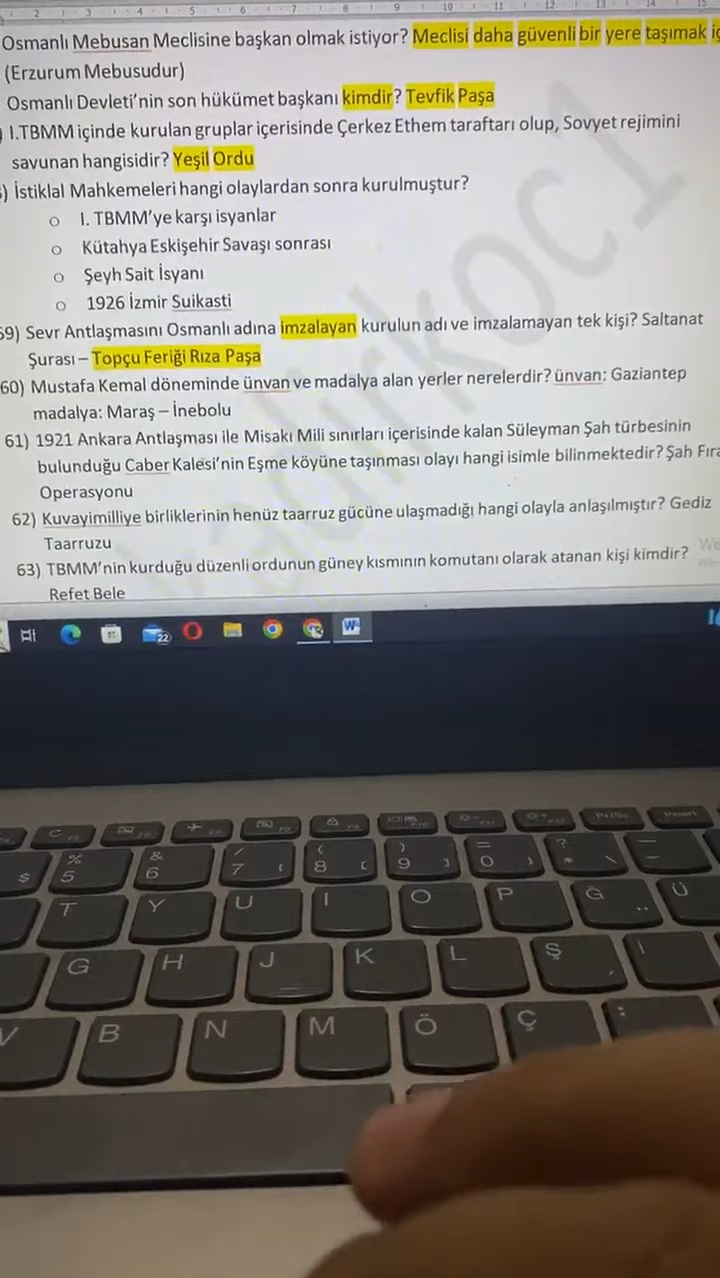 Osmanlı Mebusan Meclisine başkan olmak istiyor? Meclisi daha güvenli bir yere taşımak
(Erzurum Mebusudur)
Osmanlı Devleti'nin son hükümet başkanı kimdir? Tevfik Paşa
) I.TBMM içinde kurulan gruplar içerisinde Çerkez Ethem taraftarı olup, Sovyet rejimini
savunan hangisidir? Yeşil Ordu
) İstiklal Mahkemeleri hangi olaylardan sonra kurulmuştur?
o I. TBMM'ye karşı isyanlar
o Kütahya Eskişehir Savaşı sonrası
o Şeyh Sait İsyanı
o 1926 İzmir Suikasti
59) Sevr Antlaşmasını Osmanlı adına imzalayan kurulun adı ve imzalamayan tek kişi? Saltanat
Şurası – Topçu Feriği Rıza Paşa
60) Mustafa Kemal döneminde ünvan ve madalya alan yerler nerelerdir? ünvan: Gaziantep
madalya: Maraş – İnebolu
61) 1921 Ankara Antlaşması ile Misakı Mili sınırları içerisinde kalan Süleyman Şah türbesinin
bulunduğu Caber Kalesi'nin Eşme köyüne taşınması olayı hangi isimle bilinmektedir? Şah
Operasyonu
62) Kuvayimilliye birliklerinin henüz taarruz gücüne ulaşmadığı hangi olayla anlaşılmıştır? Gediz
Taarruzu
63) TBMM'nin kurduğu düzenli ordunun güney kısmının komutanı olarak atanan kişi kimdir?
Refet Bele
22
$ % 5 & 6 / 7 { ( 8 [ ) 9 ] = 0 } ? * \ –
T Y U I O P Ğ ¨ Ü
G H J K L Ş ´ İ
V B N M Ö Ç :